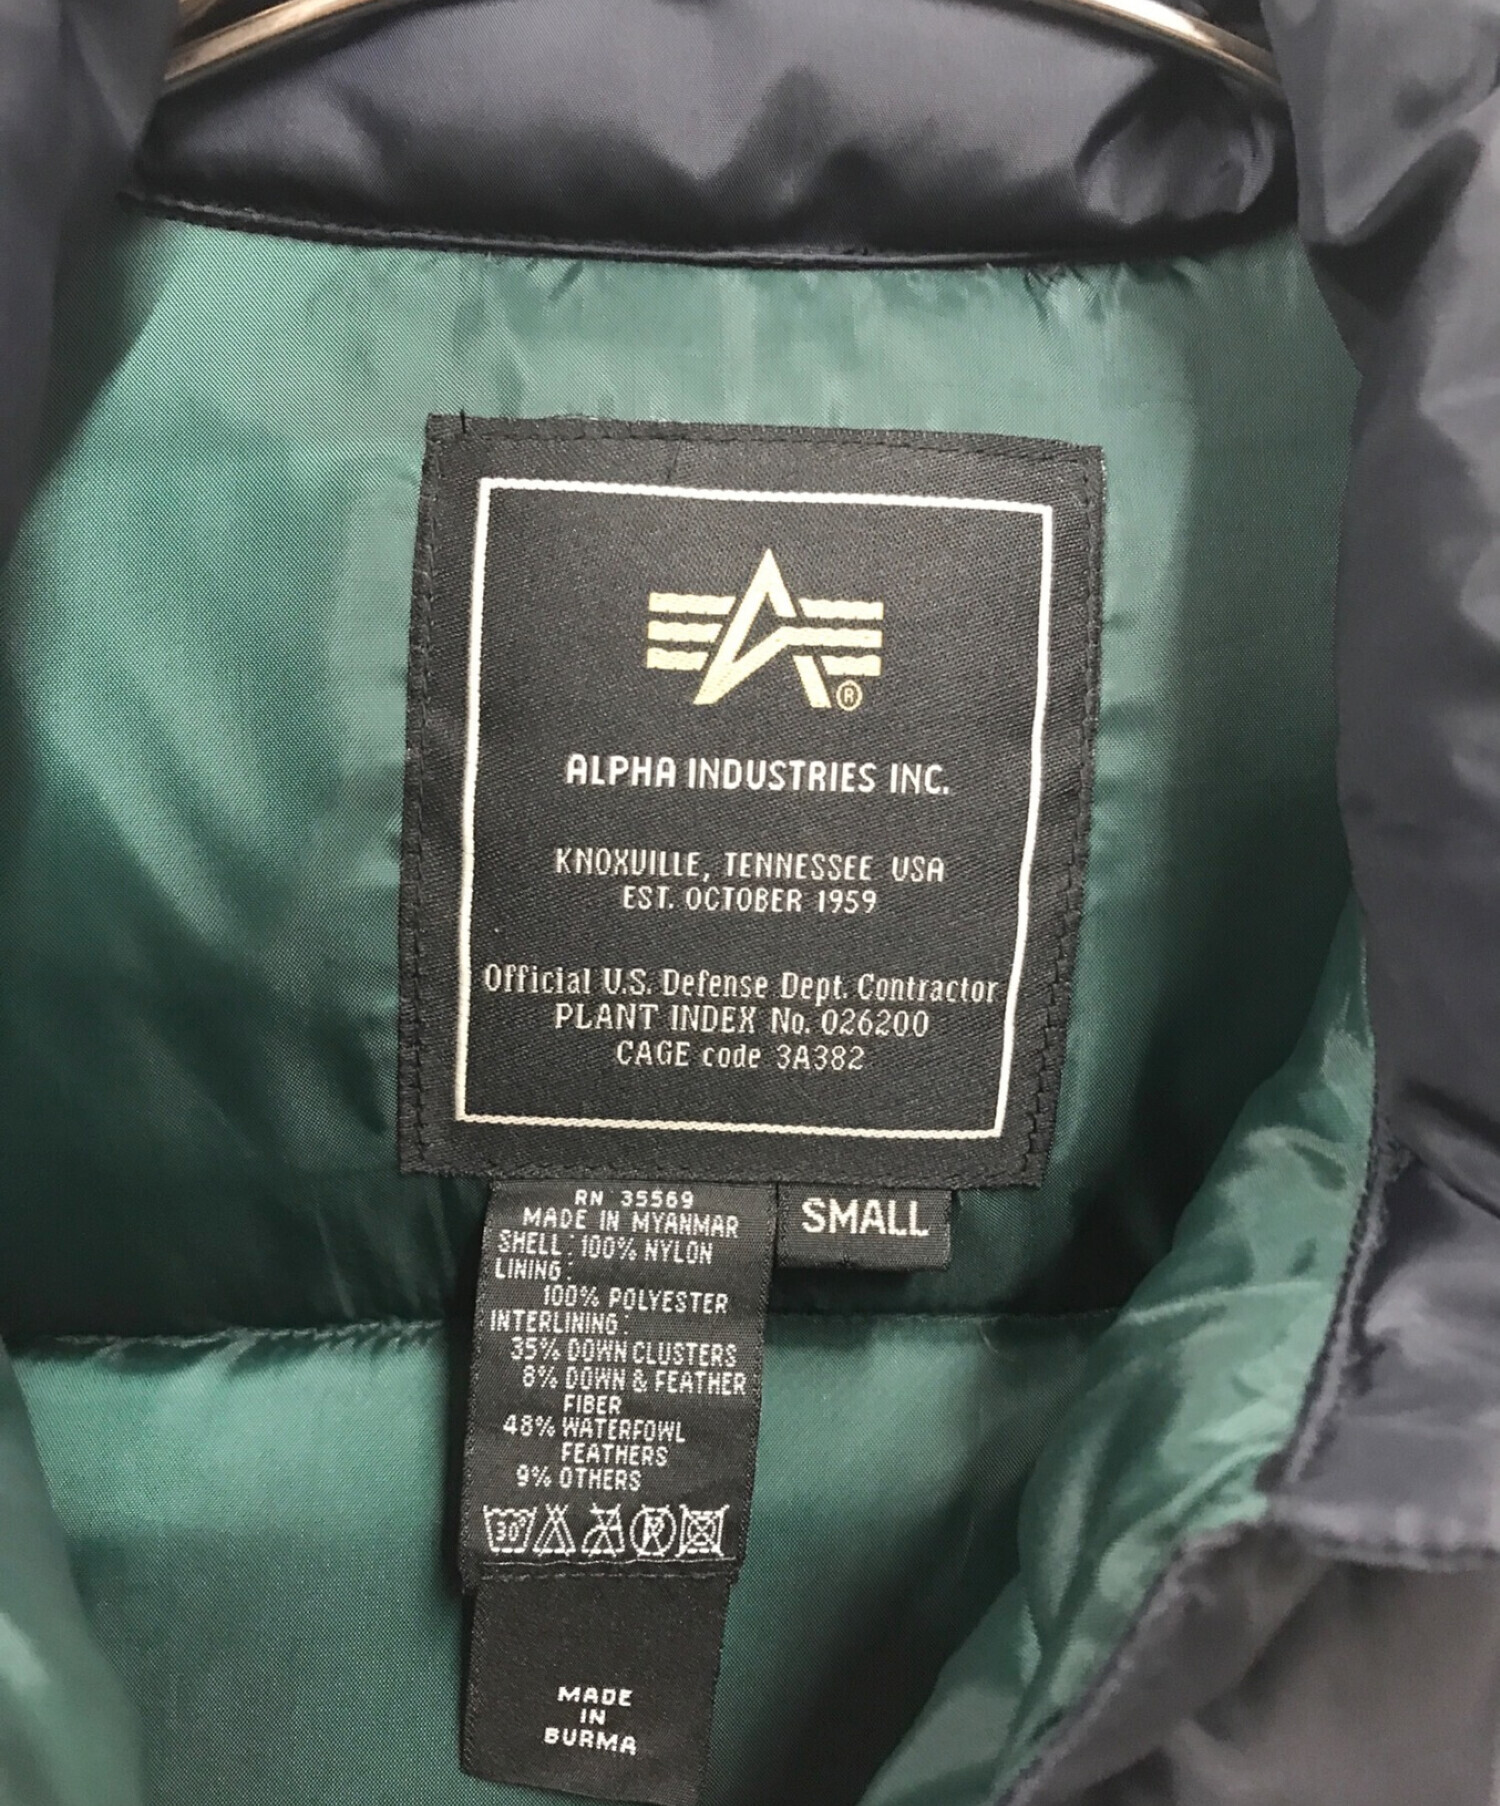 ®
ALPHA INDUSTRIES INC.
KNOXVILLE, TENNESSEE USA
EST. OCTOBER 1959
Official U.S. Defense Dept. Contractor
PLANT INDEX No. 026200
CAGE code 3A382
SMALL
RN 35569
MADE IN MYANMAR
SHELL : 100% NYLON
LINING :
100% POLYESTER
INTERLINING :
35% DOWN CLUSTERS
8% DOWN & FEATHER
FIBER
48% WATERFOWL
FEATHERS
9% OTHERS
30°
MADE
IN
BURMA